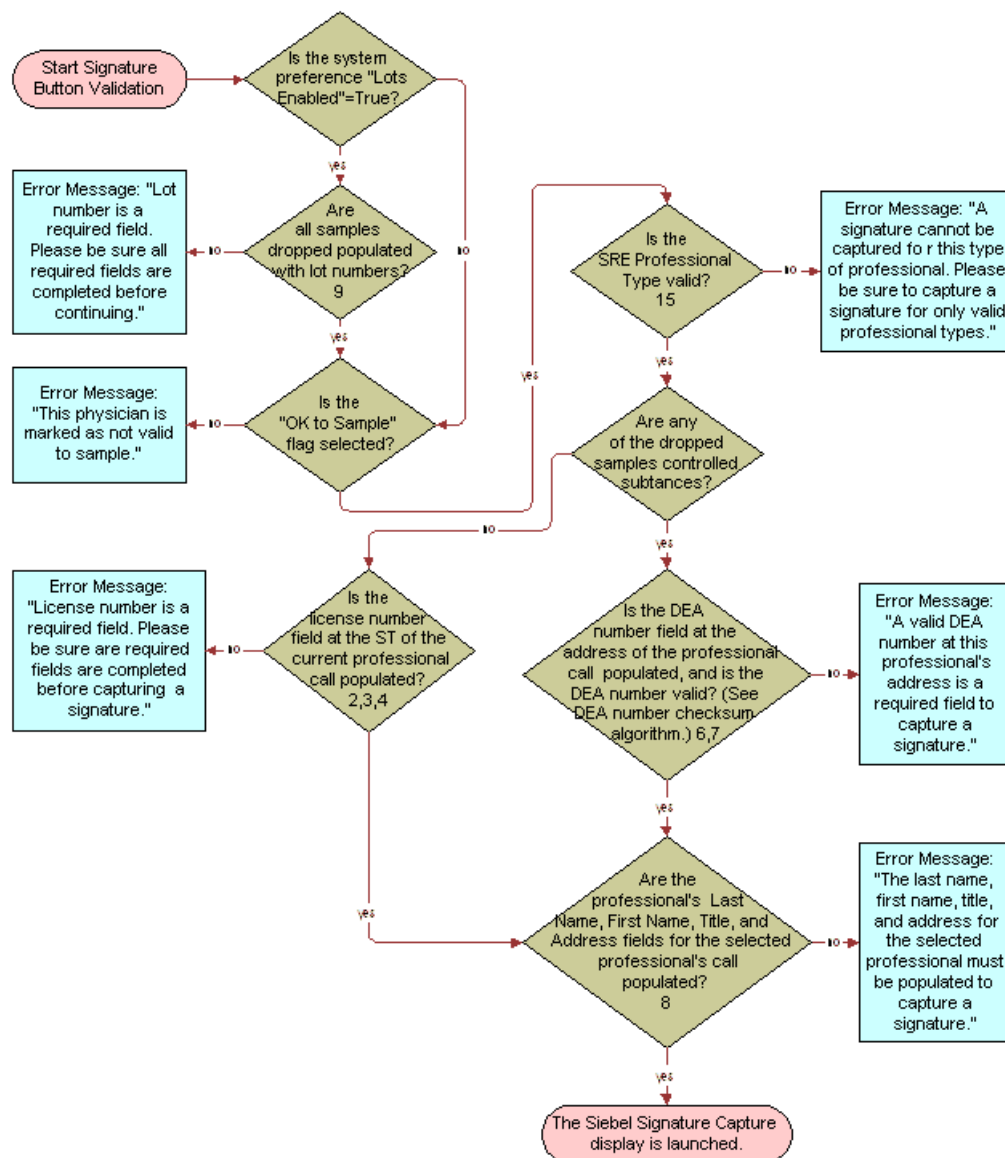 Start Signature
Button Validation
Is the system
preference "Lots
Enabled"=True?
yes
no
Error Message: "Lot
number is a
required field.
Please be sure all
required fields are
completed before
continuing."
no
Are
all samples
dropped populated
with lot numbers?
9
yes
Error Message:
"This physician is
marked as not valid
to sample."
no
Is the
"OK to Sample"
flag selected?
yes
Is the
SRE Professional
Type valid?
15
no
Error Message: "A
signature cannot be
captured fo r this type
of professional. Please
be sure to capture a
signature for only valid
professional types."
yes
Are any
of the dropped
samples controlled
subtances?
no
yes
Error Message:
"License number is a
required field. Please
be sure are required
fields are completed
before capturing a
signature."
no
Is the
license number
field at the ST of the
current professional
call populated?
2,3,4
yes
Is the DEA
number field at the
address of the professional
call populated, and is the
DEA number valid? (See
DEA number checksum
algorithm.) 6,7
no
Error Message:
"A valid DEA
number at this
professional's
address is a
required field to
capture a
signature."
yes
Are the
professional's Last
Name, First Name, Title, and
Address fields for the selected
professional's call
populated?
8
no
Error Message:
"The last name,
first name, title,
and address for
the selected
professional must
be populated to
capture a
signature."
yes
The Siebel Signature Capture
display is launched.